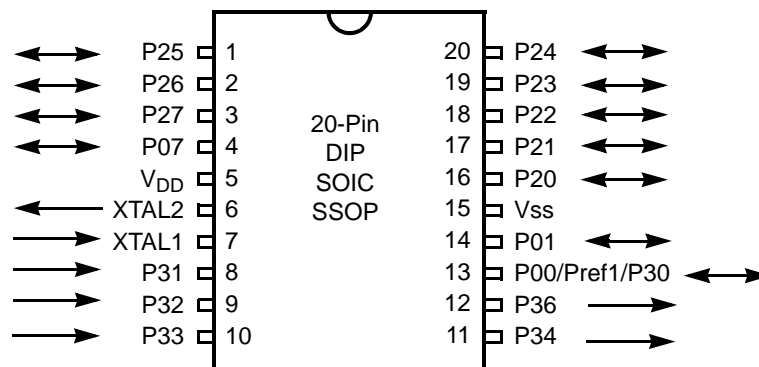 P25 1 20 P24
P26 2 19 P23
P27 3 18 P22
P07 4 17 P21
VDD 5 16 P20
XTAL2 6 15 Vss
XTAL1 7 14 P01
P31 8 13 P00/Pref1/P30
P32 9 12 P36
P33 10 11 P34
20-Pin
DIP
SOIC
SSOP